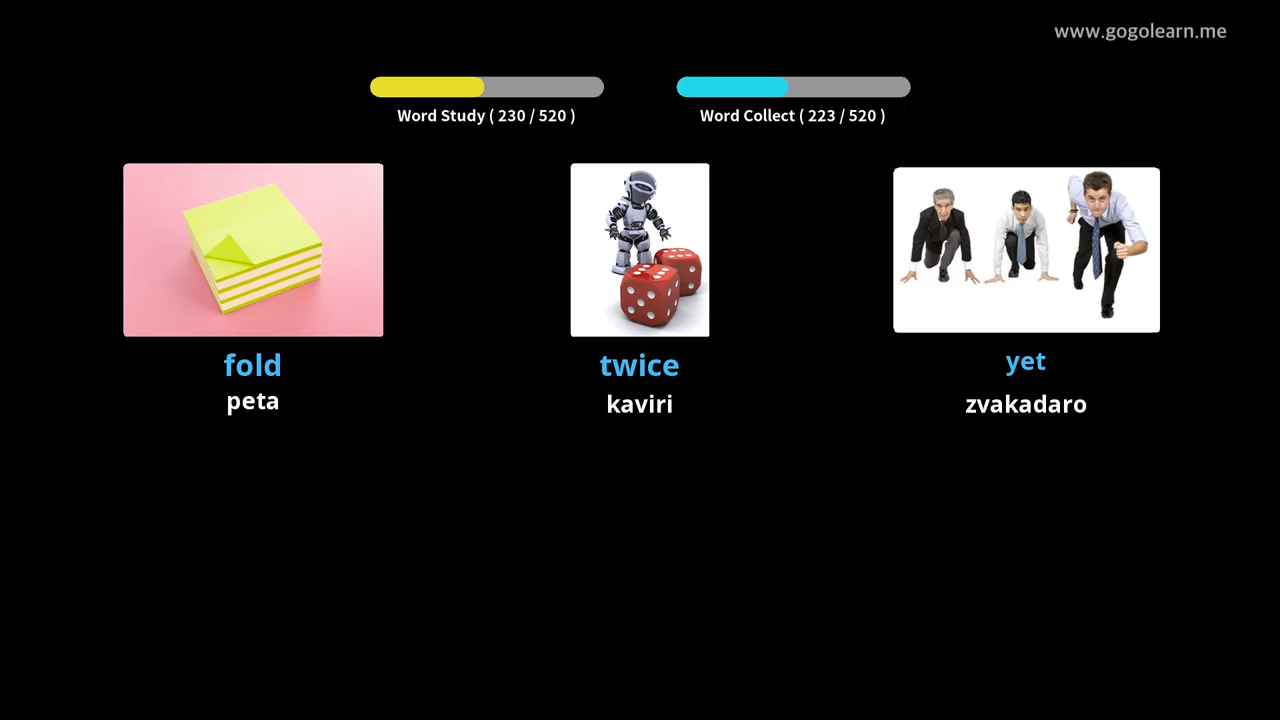 www.gogolearn.me
Word Study ( 230 / 520 )
Word Collect ( 223 / 520 )
fold
peta
twice
kaviri
yet
zvakadaro